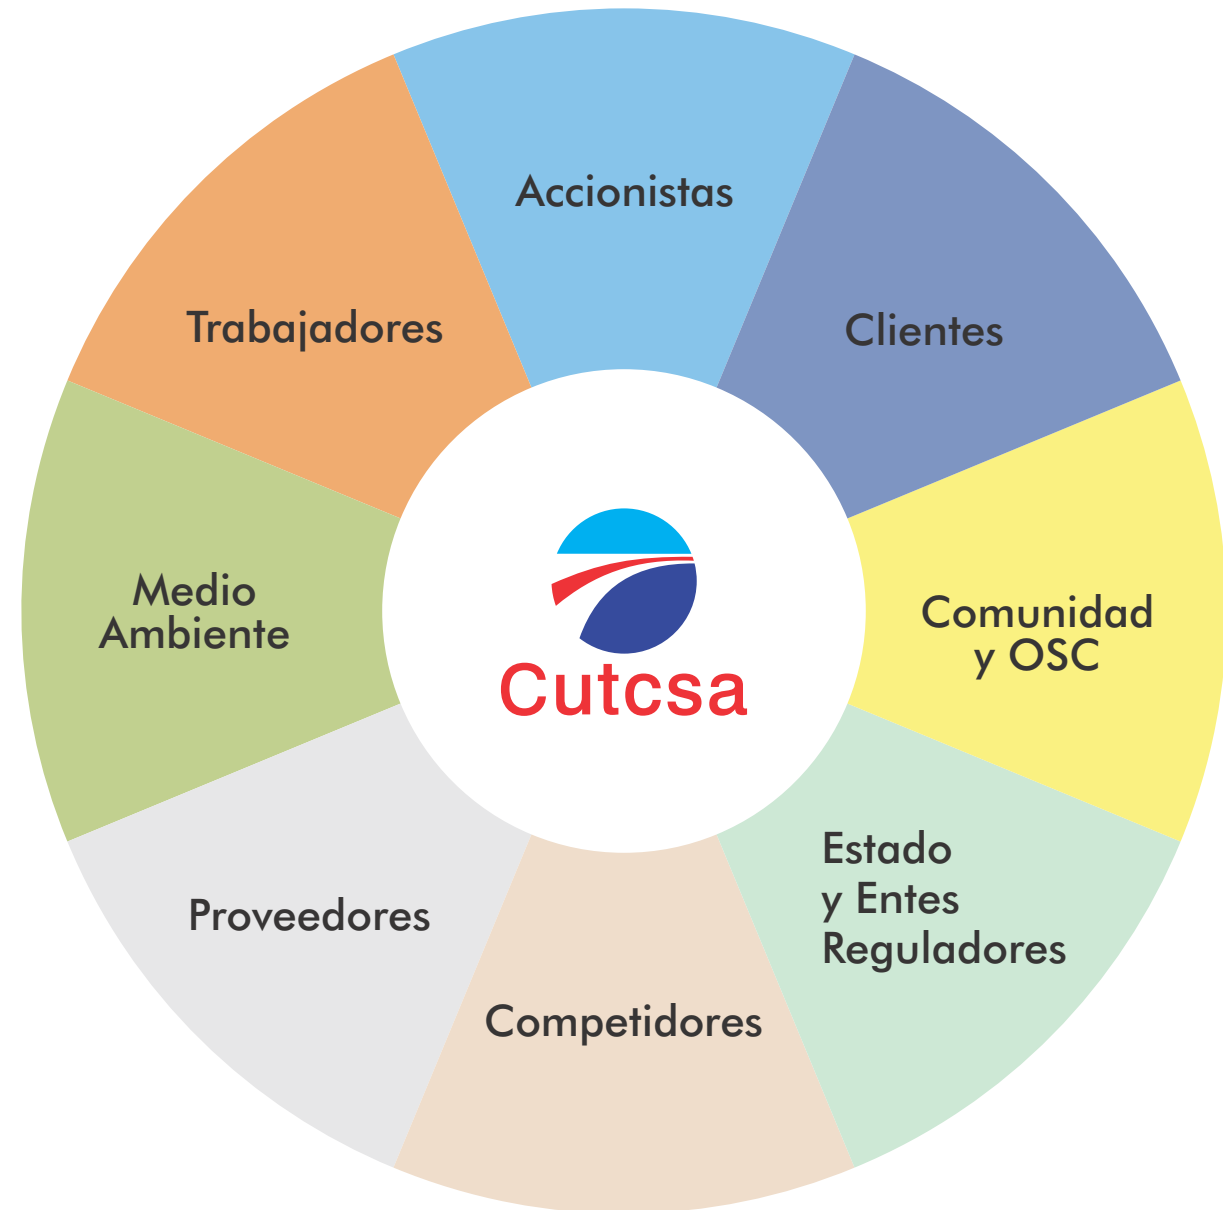 Accionistas
Trabajadores
Clientes
Medio
Ambiente
Comunidad
y OSC
Cutcsa
Estado
y Entes
Reguladores
Proveedores
Competidores